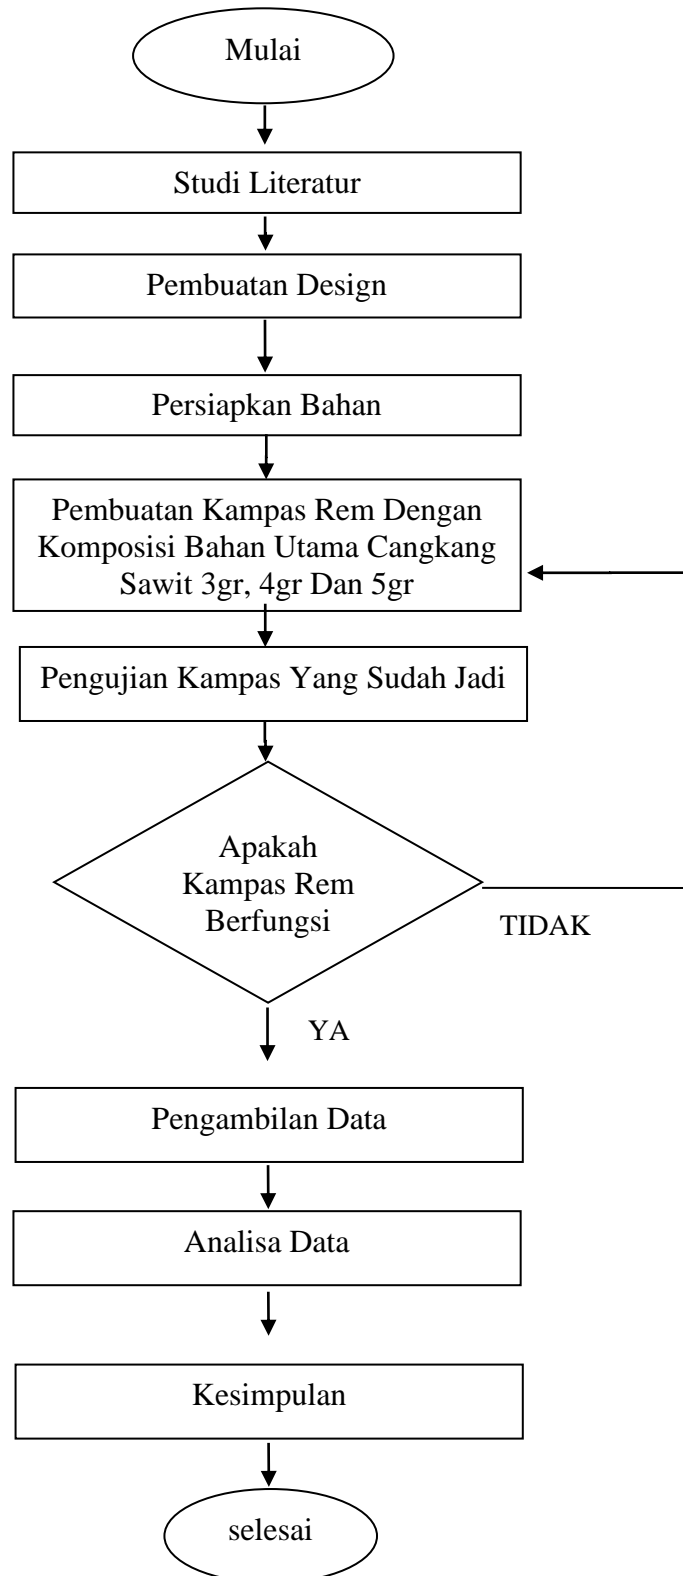 Mulai
Studi Literatur
Pembuatan Design
Persiapkan Bahan
Pembuatan Kampas Rem Dengan
Komposisi Bahan Utama Cangkang
Sawit 3gr, 4gr Dan 5gr
Pengujian Kampas Yang Sudah Jadi
Apakah
Kampas Rem
Berfungsi
TIDAK
YA
Pengambilan Data
Analisa Data
Kesimpulan
selesai